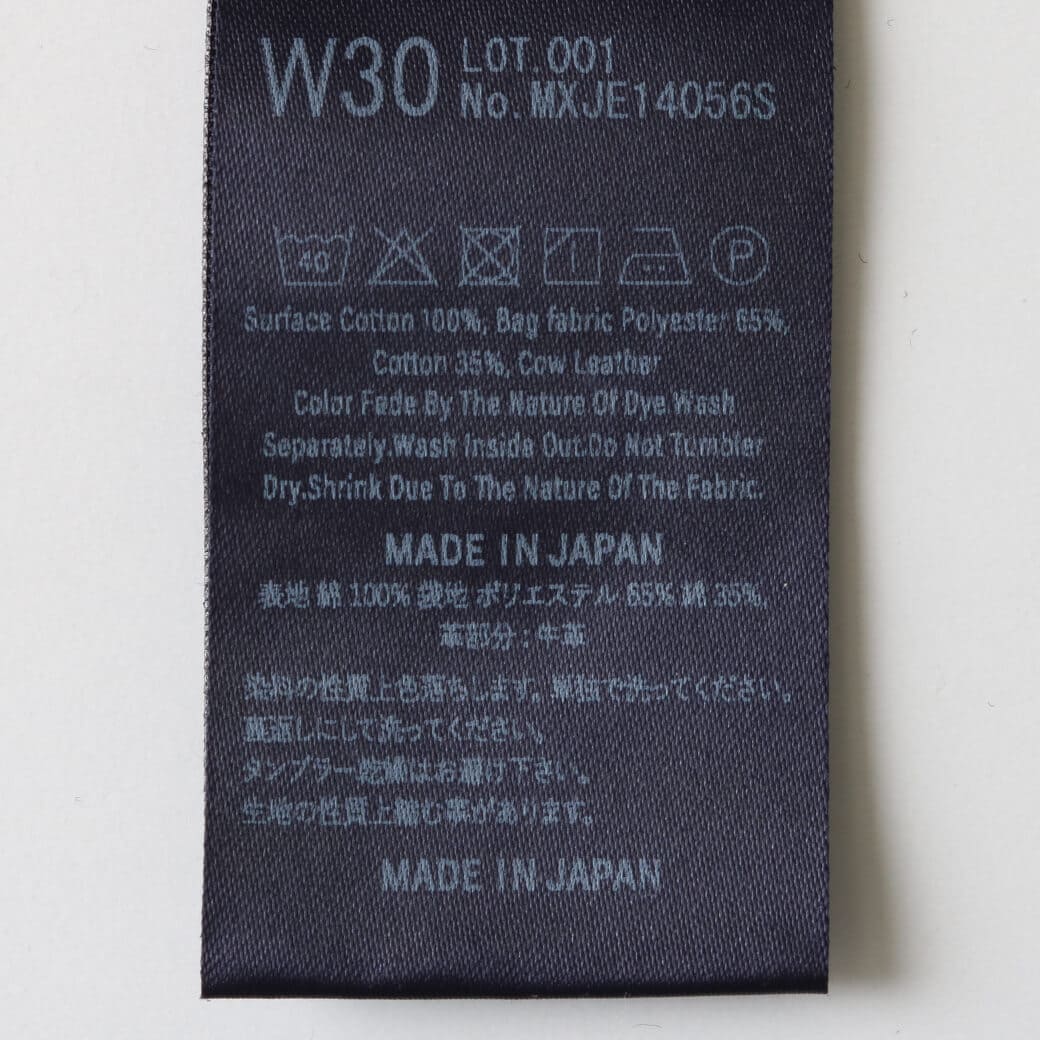 W30 LOT.001
No. MXJE14056S
40
P
Surface Cotton 100%, Bag fabric Polyester 65%,
Cotton 35%, Cow Leather
Color Fade By The Nature Of Dye Wash
Separately.Wash Inside Out.Do Not Tumbler
Dry.Shrink Due To The Nature Of The Fabric.
MADE IN JAPAN
表地 綿 100% 袋地 ポリエステル 65% 綿 35%,
革部分 : 牛革
染料の性質上色落ちします。単独で洗ってください。
裏返しにして洗ってください。
タンブラー乾燥はお避け下さい。
生地の性質上縮む事があります。
MADE IN JAPAN